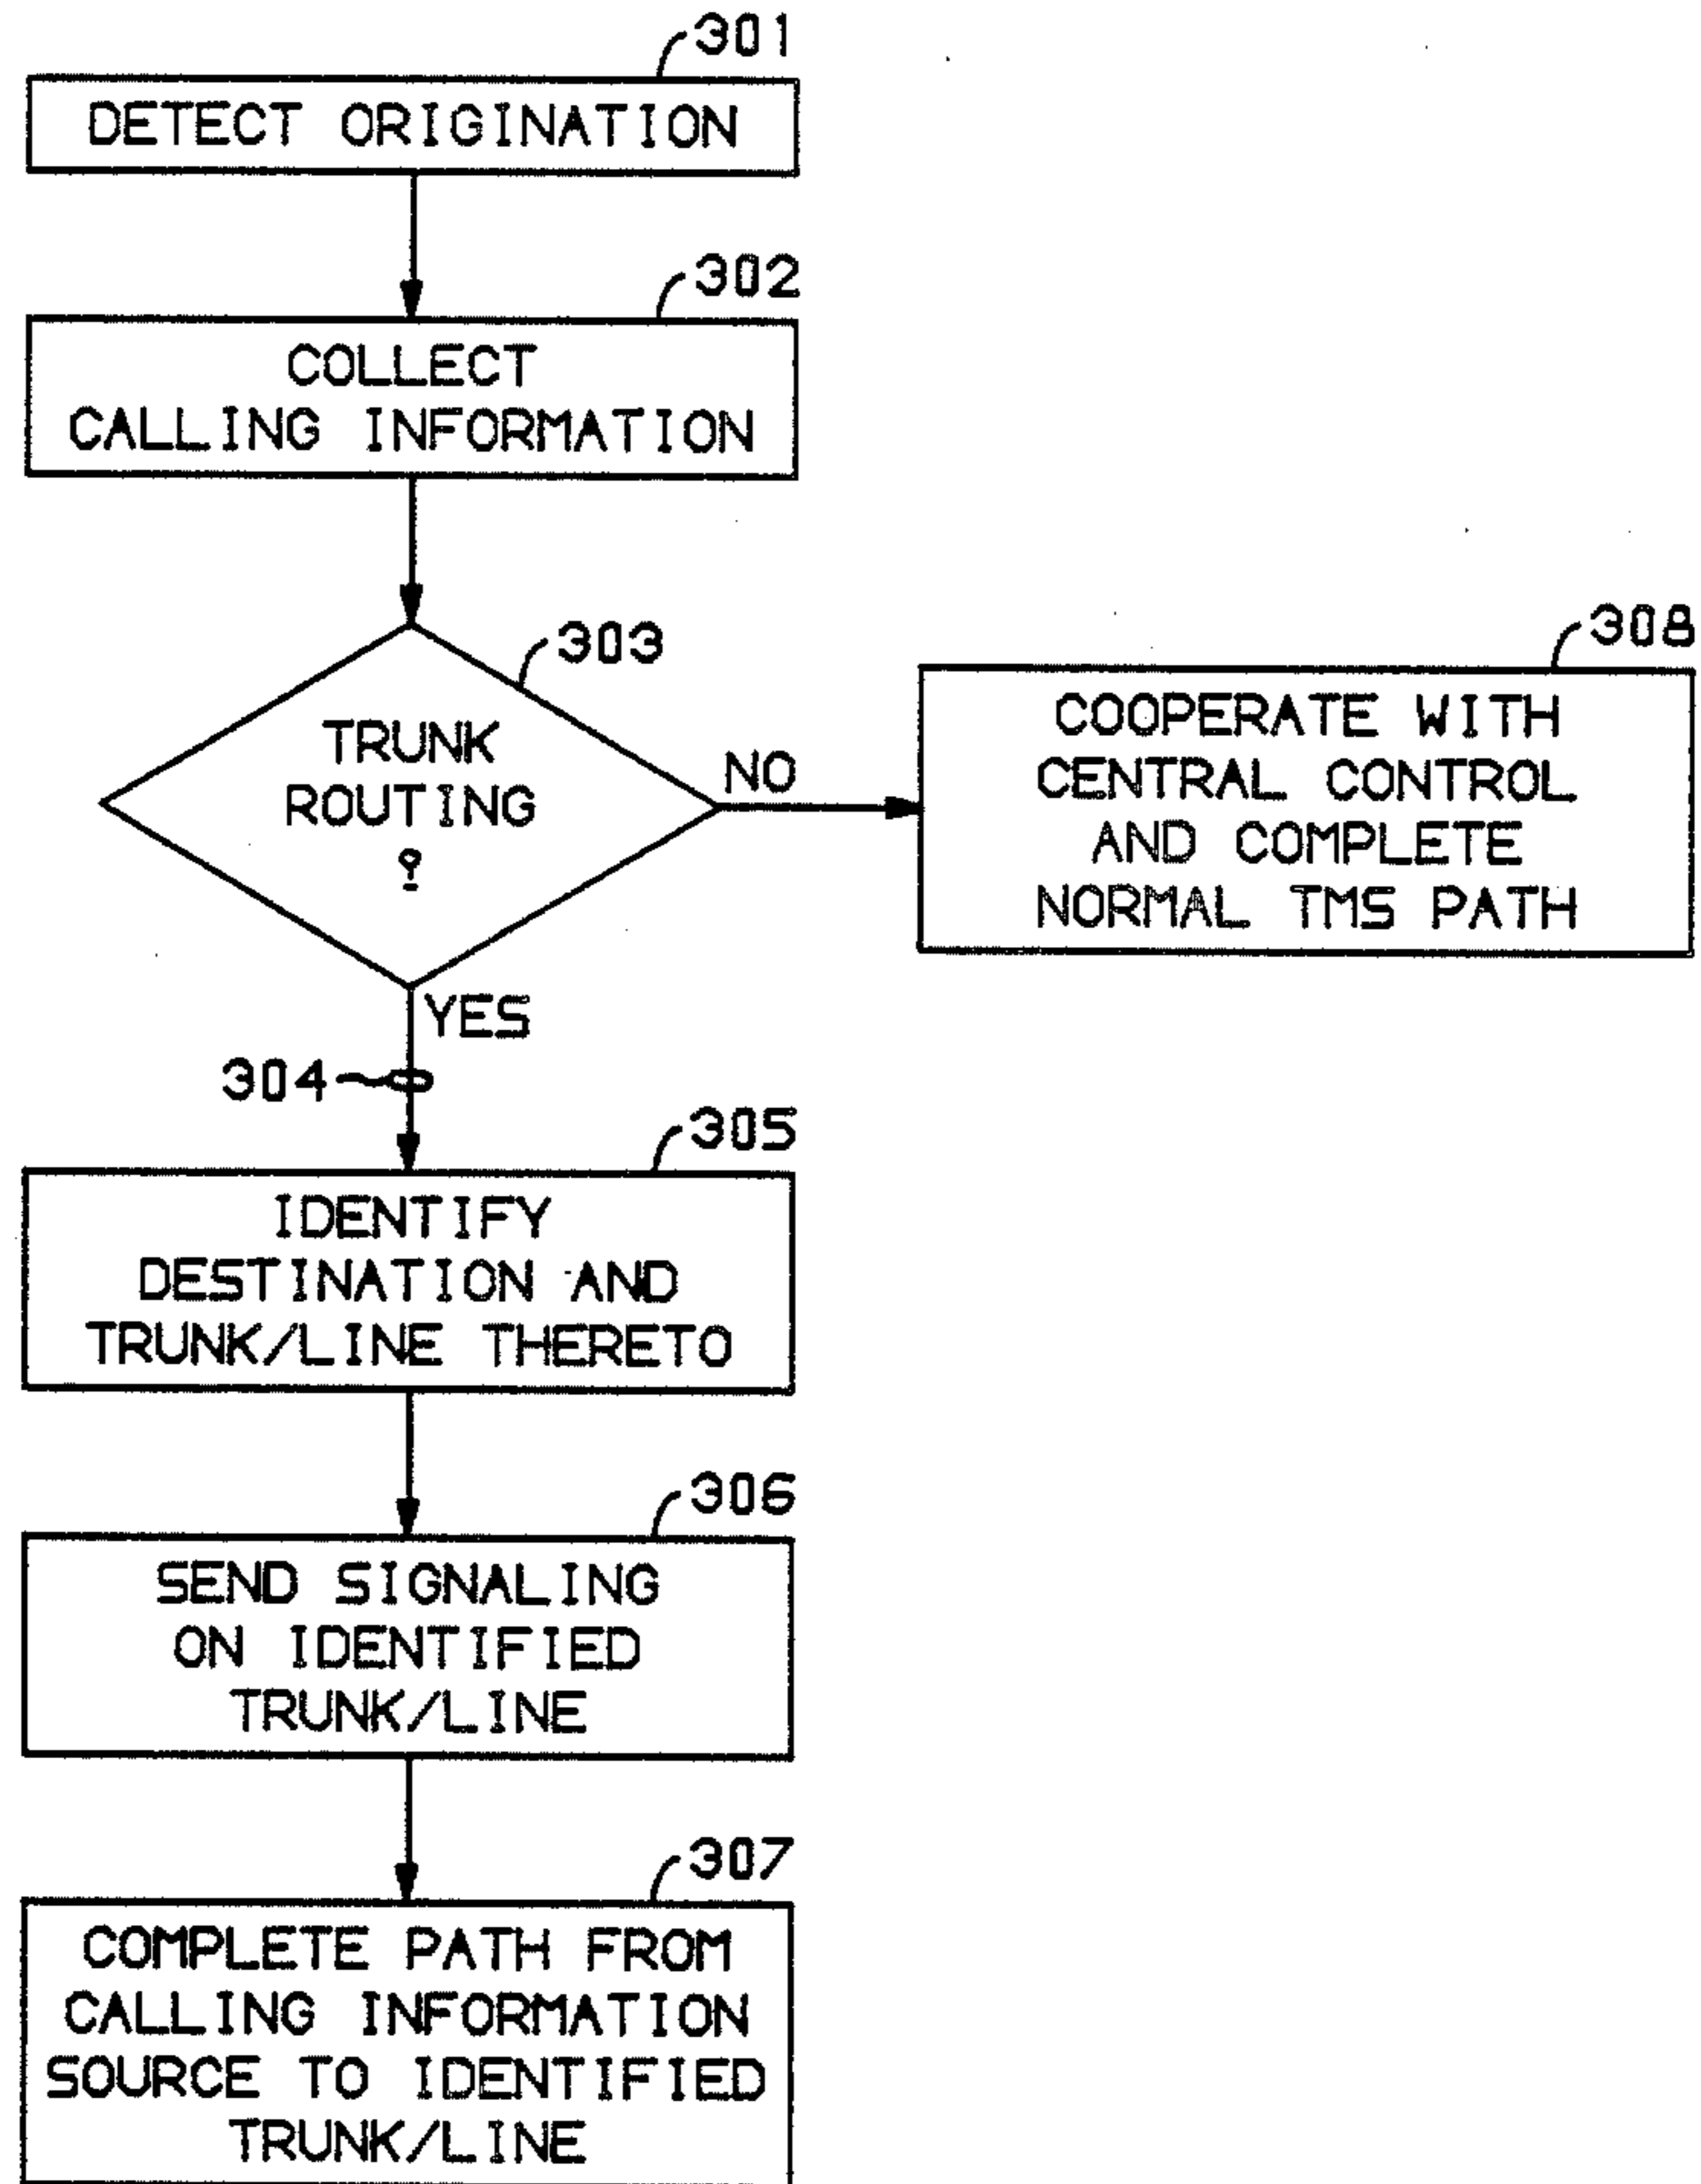 301
DETECT ORIGINATION
302
COLLECT
CALLING INFORMATION
303
TRUNK
ROUTING
?
NO
308
COOPERATE WITH
CENTRAL CONTROL
AND COMPLETE
NORMAL TMS PATH
YES
304
305
IDENTIFY
DESTINATION AND
TRUNK/LINE THERETO
306
SEND SIGNALING
ON IDENTIFIED
TRUNK/LINE
307
COMPLETE PATH FROM
CALLING INFORMATION
SOURCE TO IDENTIFIED
TRUNK/LINE